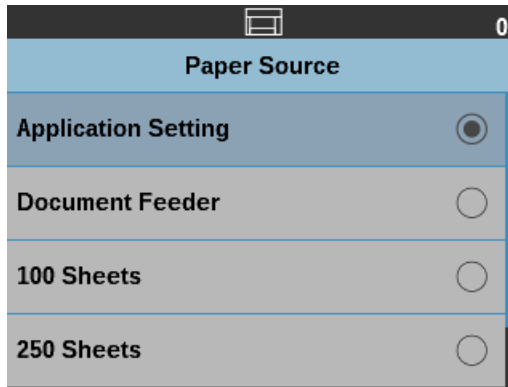 0
Paper Source
Application Setting
Document Feeder
100 Sheets
250 Sheets